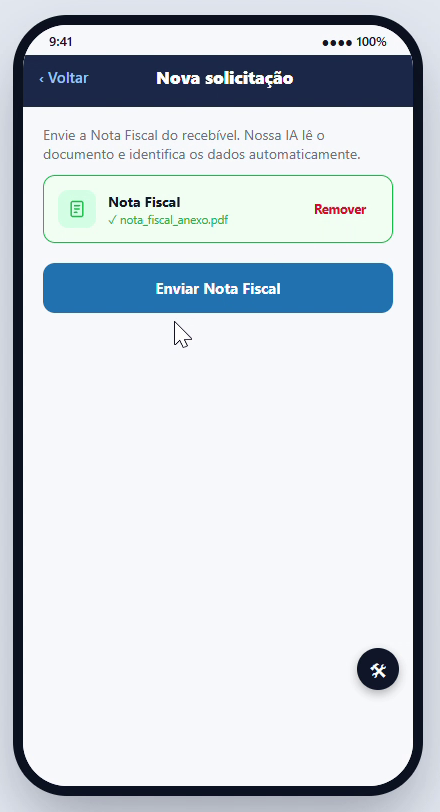 9:41
●●●● 100%
‹ Voltar
Nova solicitação
Envie a Nota Fiscal do recebível. Nossa IA lê o
documento e identifica os dados automaticamente.
Nota Fiscal
✓ nota_fiscal_anexo.pdf
Remover
Enviar Nota Fiscal